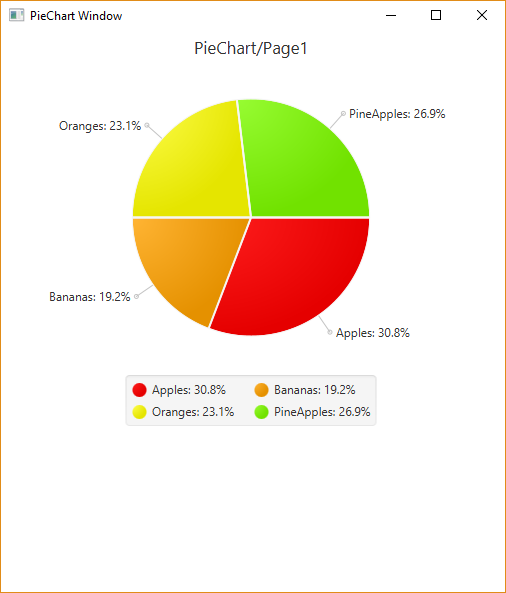 PieChart Window
PieChart/Page1
PineApples: 26.9%
Oranges: 23.1%
Bananas: 19.2%
Apples: 30.8%
Apples: 30.8% Bananas: 19.2%
Oranges: 23.1% PineApples: 26.9%